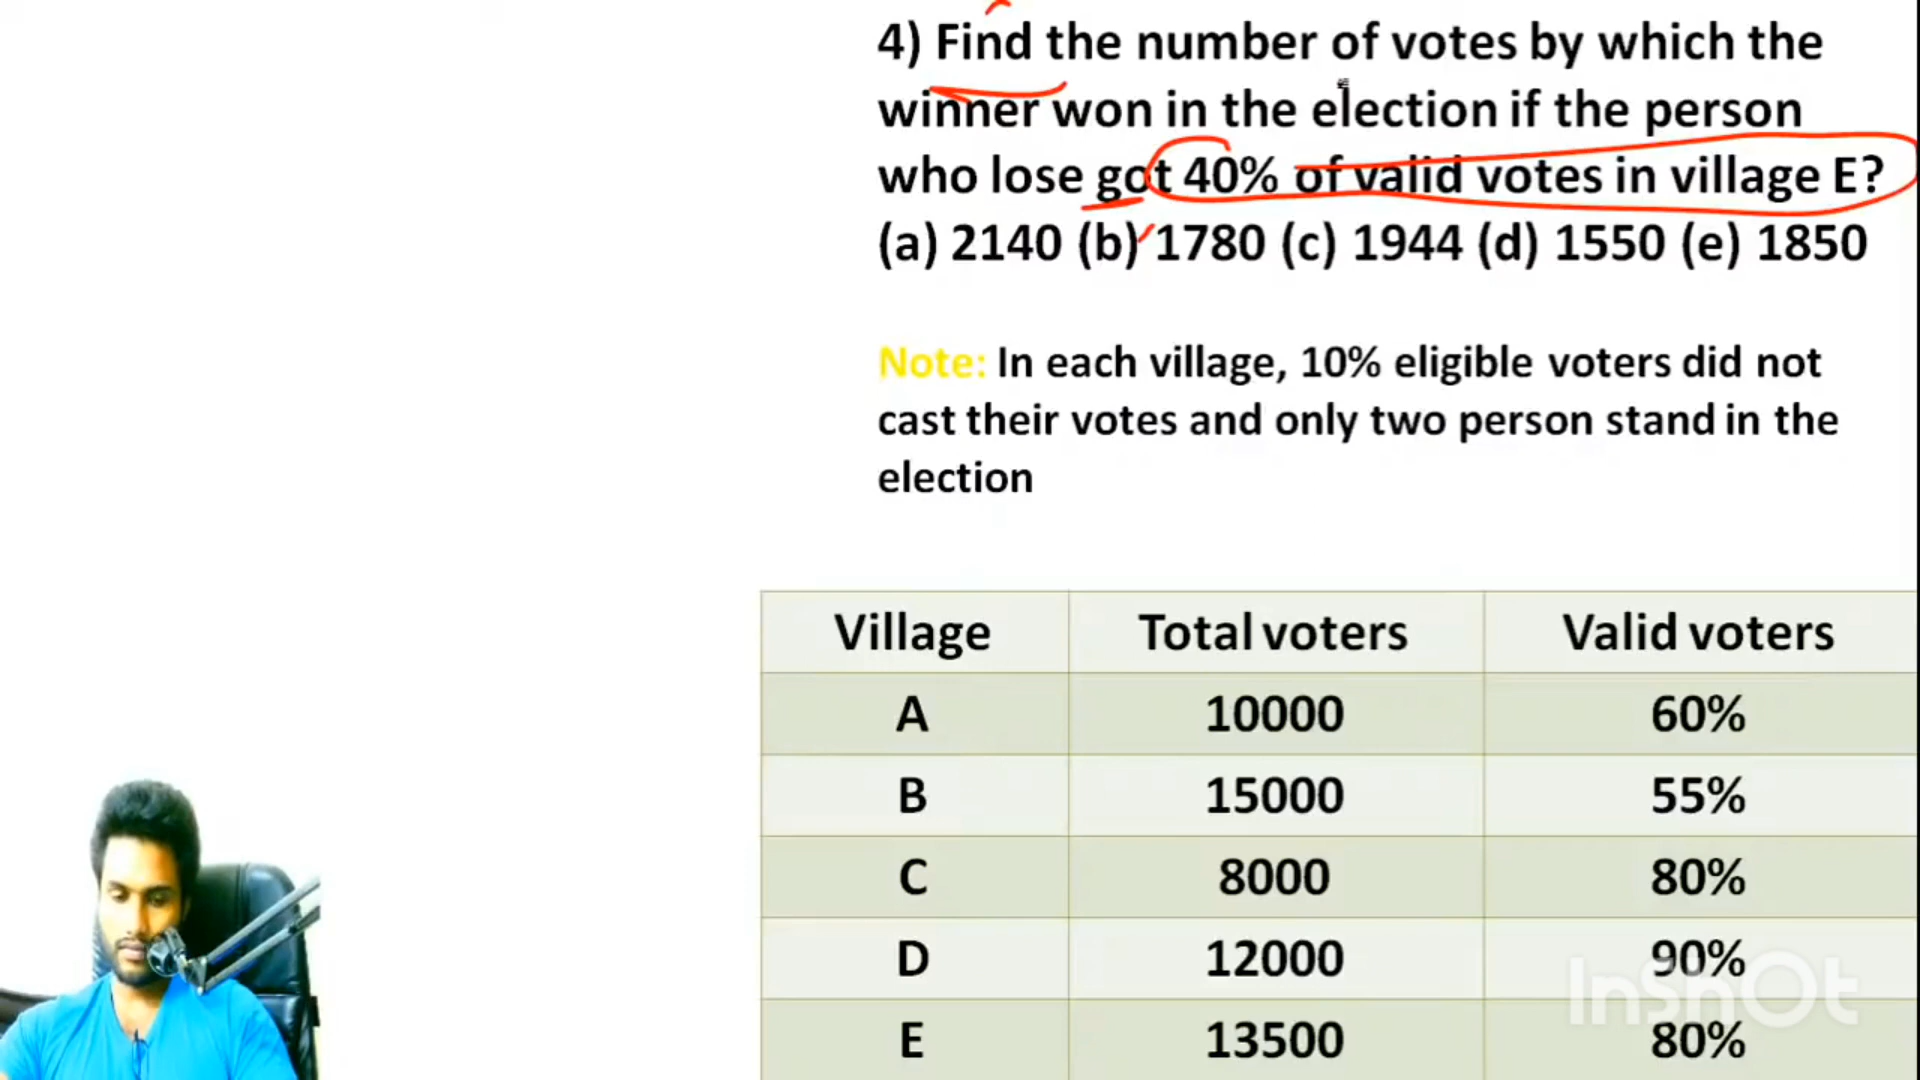 4) Find the number of votes by which the
winner won in the election if the person
who lose got 40% of valid votes in village E?
(a) 2140 (b) 1780 (c) 1944 (d) 1550 (e) 1850
Note: In each village, 10% eligible voters did not
cast their votes and only two person stand in the
election
Village Total voters Valid voters
A 10000 60%
B 15000 55%
C 8000 80%
D 12000 90%
E 13500 80%
InShOt